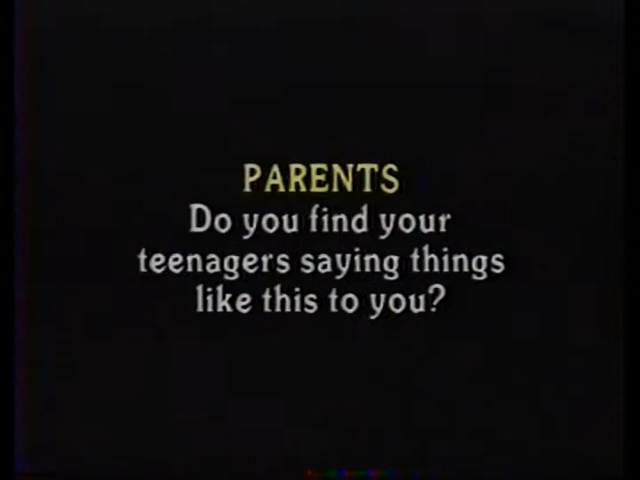 PARENTS
Do you find your
teenagers saying things
like this to you?